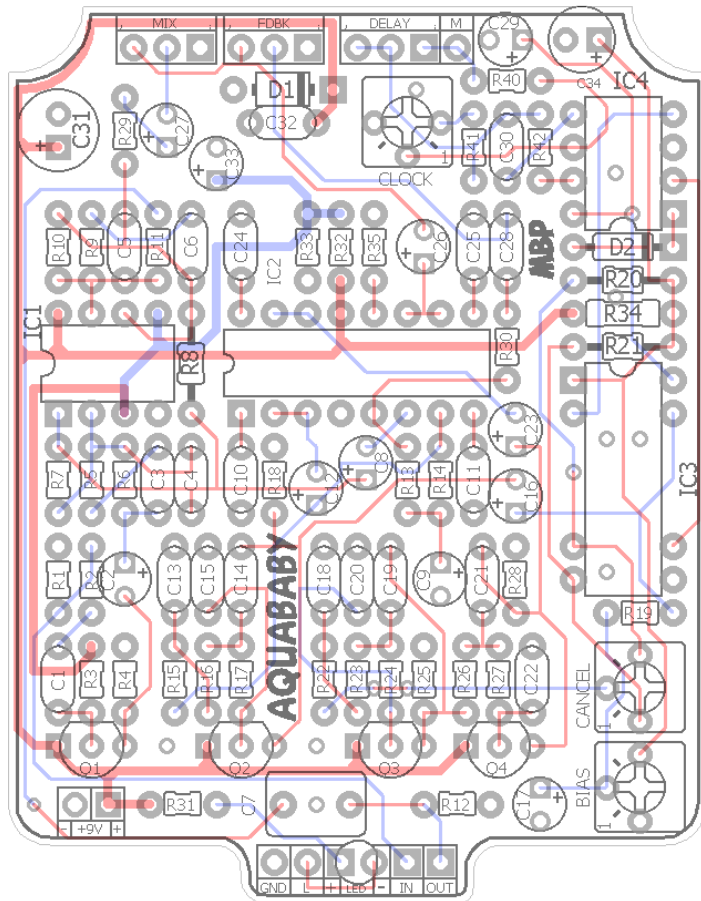 MIX FDBK DELAY M C29
C34 IC4
D1 R40
C31 R29 C27 C32 R41 C30 R42
C33 CLOCK 1
R10 R9 C5 R11 C6 C24 IC2 R33 R32 R35 C26 C25 C28 MBP D2
R20
IC1 R34
R8 R30 R21
C23
R7 R5 R6 C3 C4 C10 R18 C12 C8 R13 R14 C11 C16 IC3
R1 R2 C2 C13 C15 C14 AQUABABY C18 C20 C19 C9 C21 R28
R19
C1 R3 R4 R15 R16 R17 R22 R23 R24 R25 R26 R27 C22 CANCEL 1
Q1 Q2 Q3 Q4
R31 C7 R12 C17 BIAS 1
- +9V +
GND L + LED - IN OUT